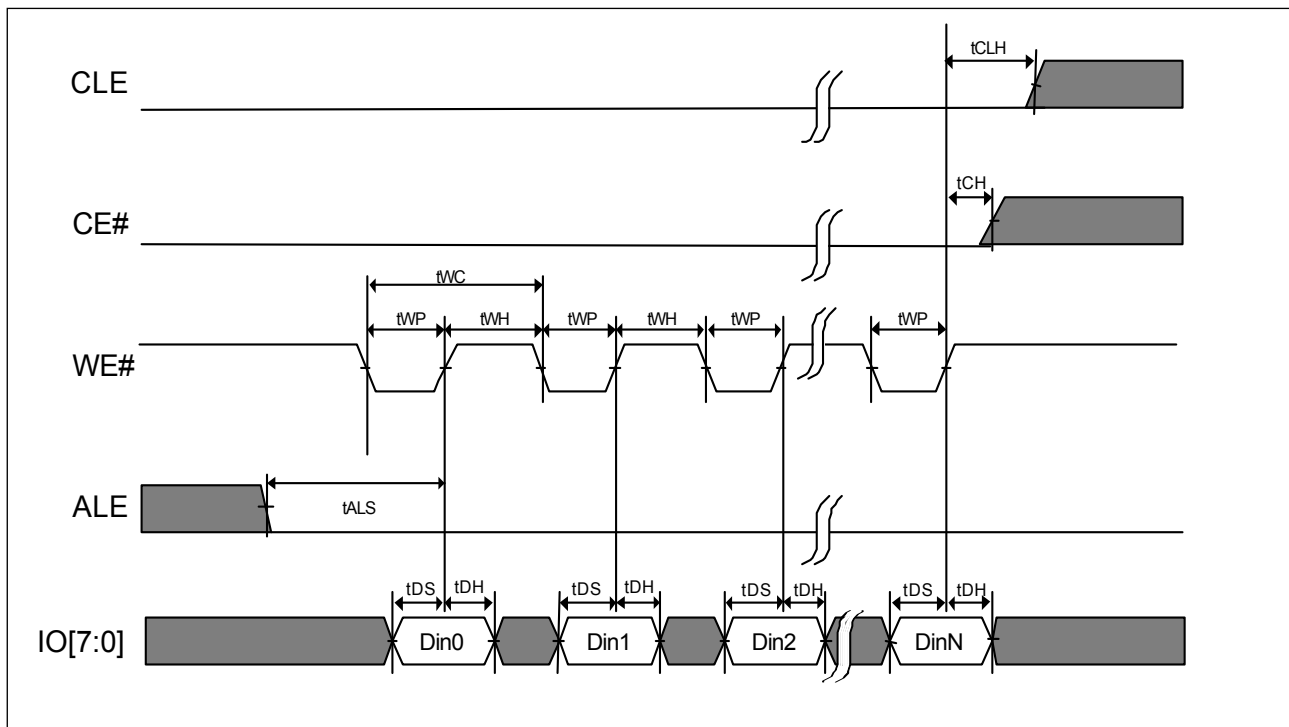 tCLH
CLE
tCH
CE#
tWC
tWP tWH tWP tWH tWP tWP
WE#
ALE
tALS
tDS tDH tDS tDH tDS tDH tDS tDH
IO[7:0] Din0 Din1 Din2 DinN